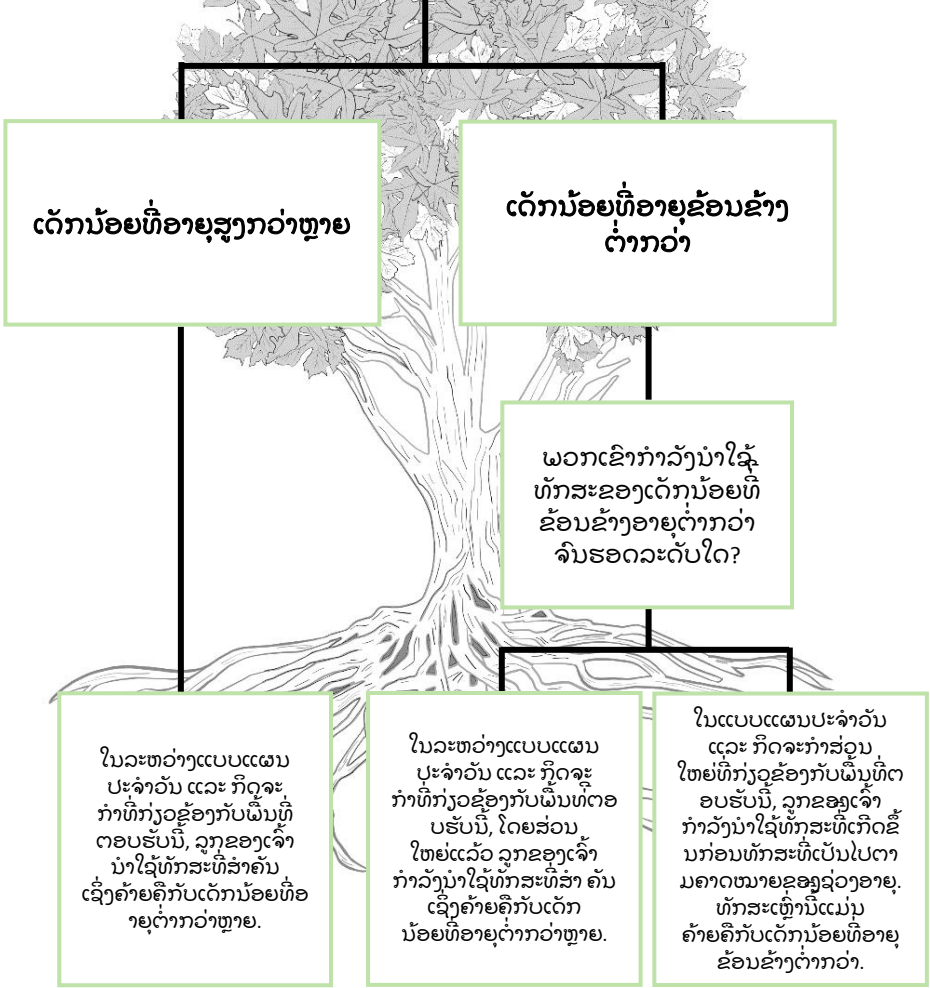 ເດັກນ້ອຍທີ່ອາຍຸສູງກວ່າຫຼາຍ
ເດັກນ້ອຍທີ່ອາຍຸຂ້ອນຂ້າງ
ຕ່ຳກວ່າ
ພວກເຂົາກຳລັງນຳໃຊ້
ທັກສະຂອງເດັກນ້ອຍທີ່
ຂ້ອນຂ້າງອາຍຸຕ່ຳກວ່າ
ຈົນຮອດລະດັບໃດ?
ໃນລະຫວ່າງແບບແຜນ
ປະຈຳວັນ ແລະ ກິດຈະ
ກຳທີ່ກ່ຽວຂ້ອງກັບຜື້ນທີ່
ຕອບຮັບນີ້, ລູກຂອງເຈົ້າ
ນຳໃຊ້ທັກສະທີ່ສຳຄັນ
ເຊິ່ງຄ້າຍຄືກັບເດັກນ້ອຍທີ່ອ
າຍຸຕ່ຳກວ່າຫຼາຍ.
ໃນລະຫວ່າງແບບແຜນ
ປະຈຳວັນ ແລະ ກິດຈະ
ກຳທີ່ກ່ຽວຂ້ອງກັບຜື້ນທ່ີຕອ
ບຮັບນີ້, ໂດຍສ່ວນ
ໃຫຍ່ແລ້ວ ລູກຂອງເຈົ້າ
ກຳລັງນຳໃຊ້ທັກສະທີ່ສຳ ຄັນ
ເຊິ່ງຄ້າຍຄືກັບເດັກ
ນ້ອຍທີ່ອາຍຸຕ່ຳກວ່າຫຼາຍ.
ໃນແບບແຜນປະຈຳວັນ
ແລະ ກິດຈະກຳສ່ວນ
ໃຫຍ່ທີ່ກ່ຽວຂ້ອງກັບຜື້ນທີ່ຕ
ອບຮັບນີ້, ລູກຂອງເຈົ້າ
ກຳລັງນຳໃຊ້ທັກສະທີ່ເກີດຂຶ້
ນກ່ອນທັກສະທີ່ເປັນໄປຕາ
ມຄາດໝາຍຂອງຊ່ວງອາຍຸ.
ທັກສະເຫຼົ່ານີ້ແມ່ນ
ຄ້າຍຄືກັບເດັກນ້ອຍທີ່ອາຍຸ
ຂ້ອນຂ້າງຕ່ຳກວ່າ.